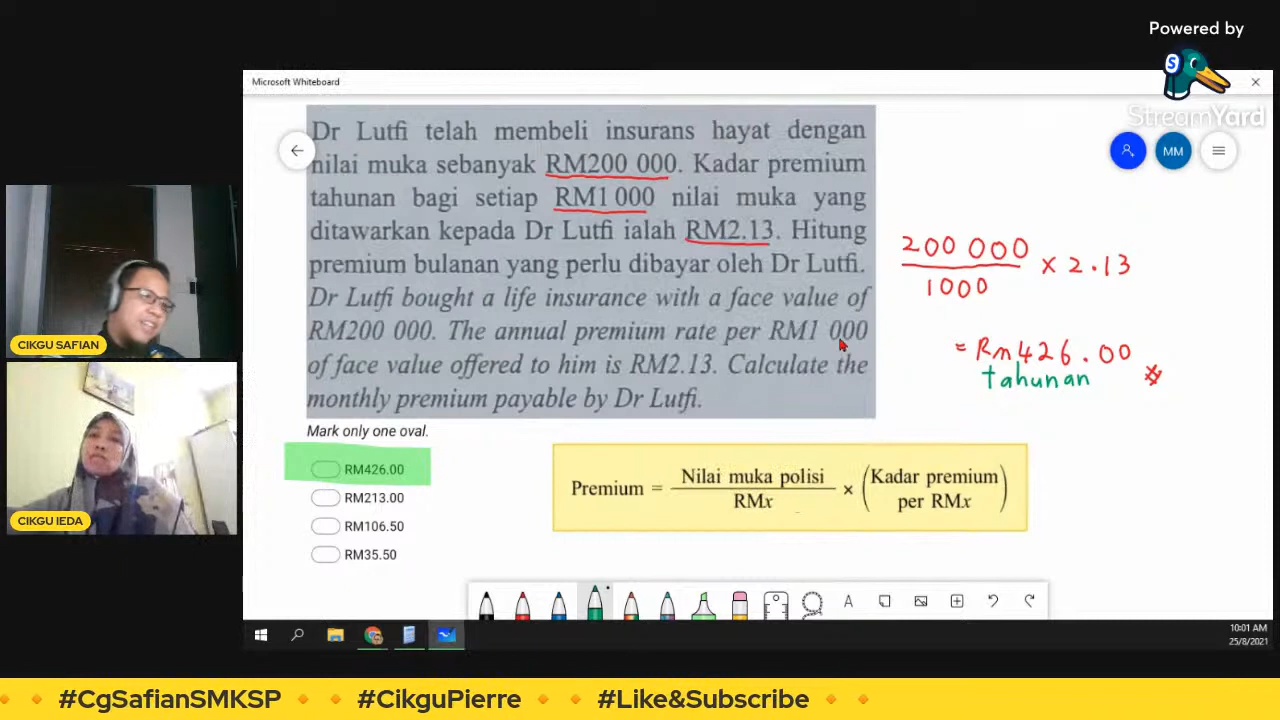 Powered by
StreamYard
Microsoft Whiteboard
MM
Dr Lutfi telah membeli insurans hayat dengan
nilai muka sebanyak RM200 000. Kadar premium
tahunan bagi setiap RM1 000 nilai muka yang
ditawarkan kepada Dr Lutfi ialah RM2.13. Hitung
premium bulanan yang perlu dibayar oleh Dr Lutfi.
Dr Lutfi bought a life insurance with a face value of
RM200 000. The annual premium rate per RM1 000
of face value offered to him is RM2.13. Calculate the
monthly premium payable by Dr Lutfi.
200 000
1000
× 2.13
= RM426.00
tahunan
Mark only one oval.
RM426.00
RM213.00
RM106.50
RM35.50
Premium = Nilai muka polisi / RMx × (Kadar premium per RMx)
CIKGU SAFIAN
CIKGU IEDA
10:01 AM
25/8/2021
#CgSafianSMKSP #CikguPierre #Like&Subscribe